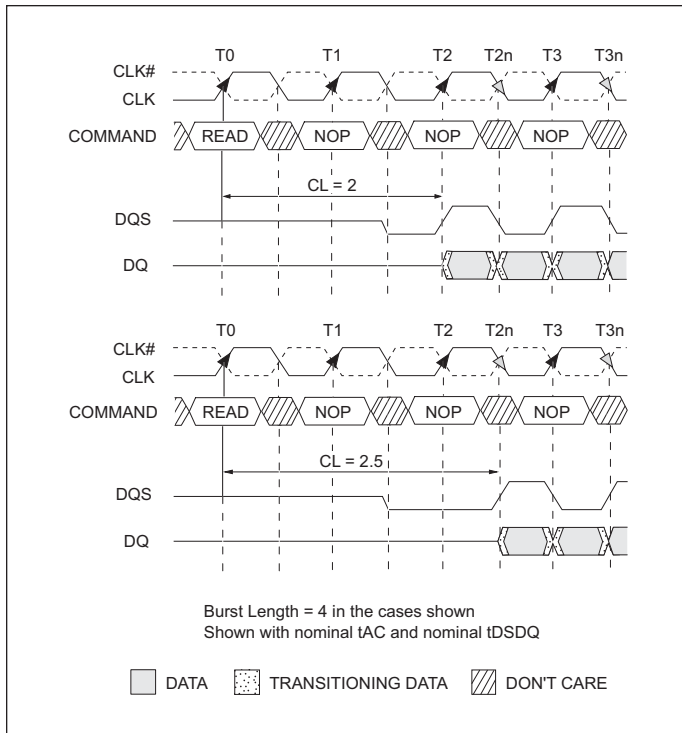 T0 T1 T2 T2n T3 T3n
CLK#
CLK
COMMAND READ NOP NOP NOP
CL = 2
DQS
DQ
T0 T1 T2 T2n T3 T3n
CLK#
CLK
COMMAND READ NOP NOP NOP
CL = 2.5
DQS
DQ
Burst Length = 4 in the cases shown
Shown with nominal tAC and nominal tDSDQ
DATA TRANSITIONING DATA DON'T CARE